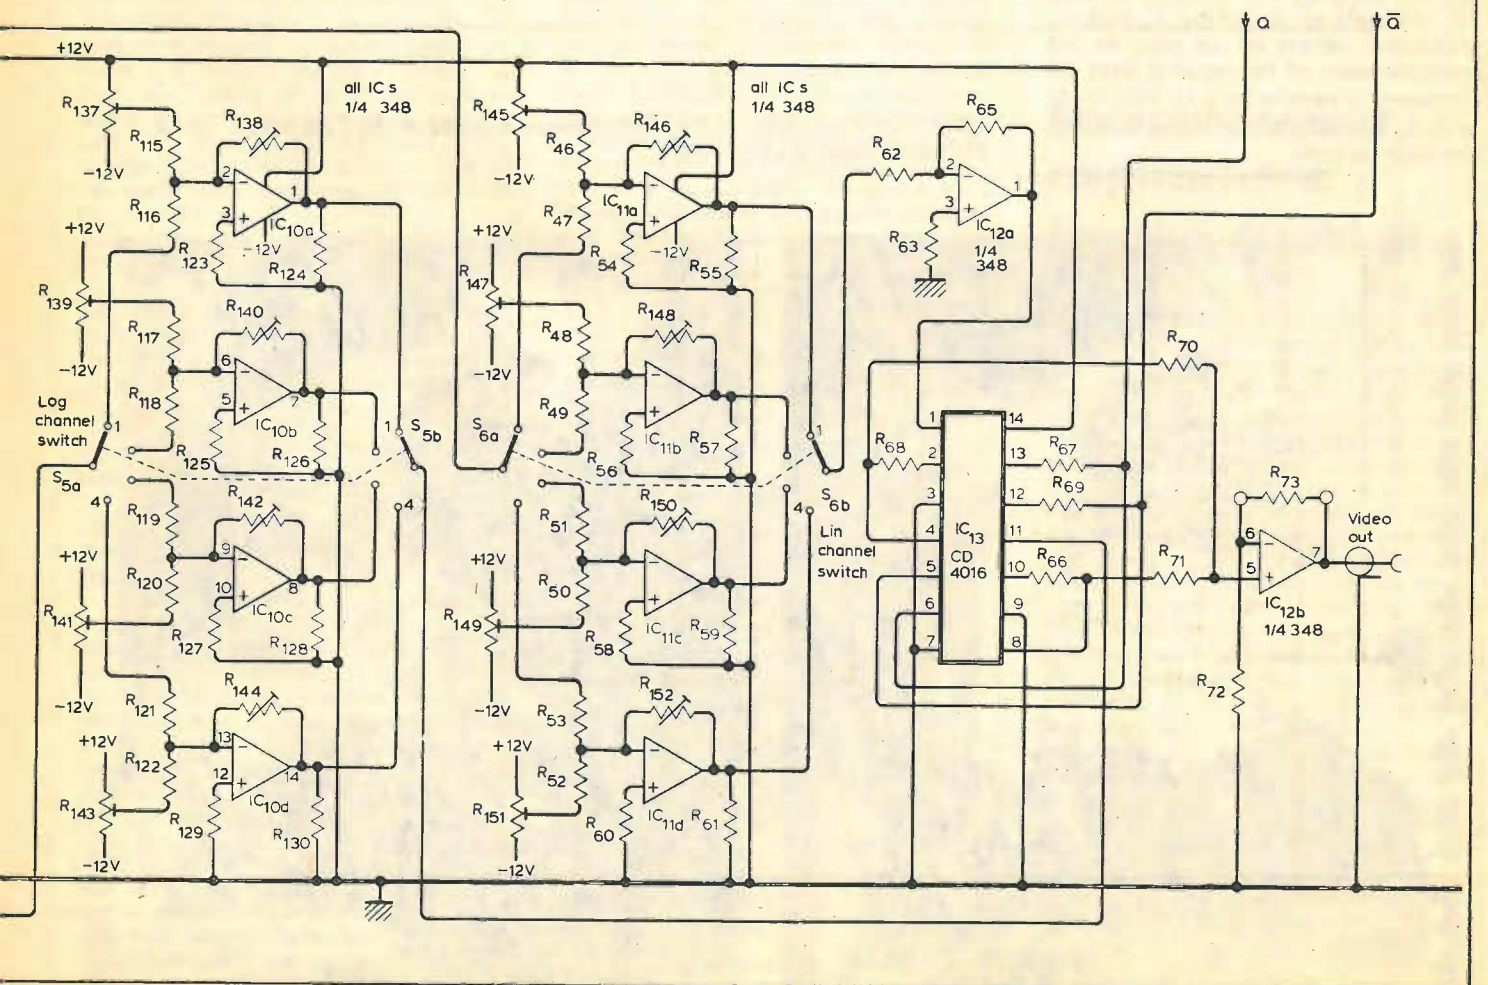 Q
Q̅
+12V
all ICs
1/4 348
all ICs
1/4 348
R137
R138
R145
R146
R65
R115
R46
R62
−12V
2
−
1
3
+
IC10a
−12V
−12V
−
+
IC11a
−12V
2
−
1
3
+
IC12a
1/4
348
R116
R47
R63
+12V
R123
R124
+12V
R54
R55
R139
R140
R147
R148
R117
R48
R70
−12V
6
−
5
+
7
IC10b
−12V
−
+
IC11b
R118
R49
Log
channel
switch
1
S5a
4
R125
R126
1
S5b
4
S6a
R56
R57
1
S6b
4
Lin
channel
switch
R68
1
2
3
4
5
6
7
IC13
CD
4016
14
13
12
11
10
9
8
R67
R69
R66
R71
R73
Video
out
6
−
5
+
7
IC12b
1/4 348
R72
R142
R150
R119
R51
+12V
9
−
10
+
8
IC10c
+12V
−
+
IC11c
R120
R50
R141
R149
R127
R128
R58
R59
−12V
R144
−12V
R152
R121
R53
+12V
13
−
12
+
14
IC10d
+12V
−
+
IC11d
R122
R52
R143
R151
R129
R130
R60
R61
−12V
−12V